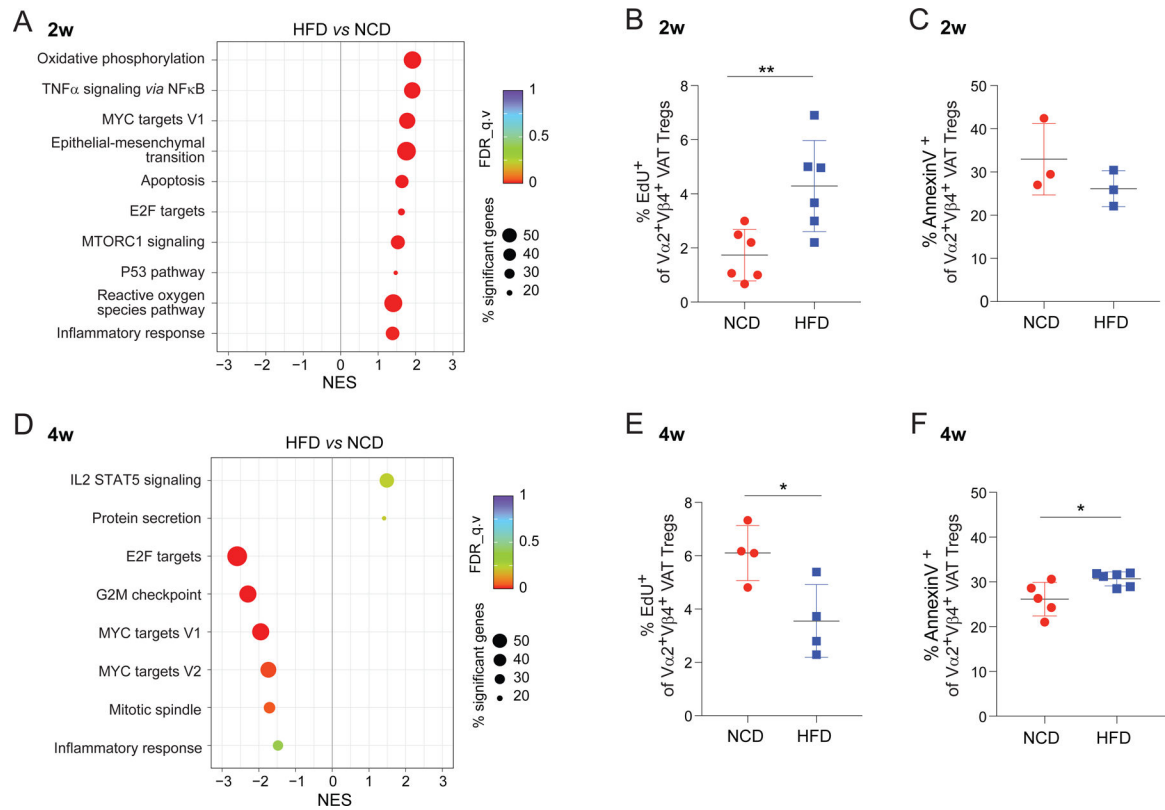 A 2w
HFD vs NCD
Oxidative phosphorylation
TNFα signaling via NFκB
MYC targets V1
Epithelial-mesenchymal
transition
Apoptosis
E2F targets
MTORC1 signaling
P53 pathway
Reactive oxygen
species pathway
Inflammatory response
−3 −2 −1 0 1 2 3
NES
FDR_q.v
1
0.5
0
% significant genes
50
40
30
20
B 2w
**
% EdU+
of Vα2+Vβ4+ VAT Tregs
8
6
4
2
0
NCD HFD
C 2w
% AnnexinV +
of Vα2+Vβ4+ VAT Tregs
50
40
30
20
10
0
NCD HFD
D 4w
HFD vs NCD
IL2 STAT5 signaling
Protein secretion
E2F targets
G2M checkpoint
MYC targets V1
MYC targets V2
Mitotic spindle
Inflammatory response
−3 −2 −1 0 1 2 3
NES
FDR_q.v
1
0.5
0
% significant genes
50
40
30
20
E 4w
*
% EdU+
of Vα2+Vβ4+ VAT Tregs
8
6
4
2
0
NCD HFD
F 4w
*
% AnnexinV +
of Vα2+Vβ4+ VAT Tregs
50
40
30
20
10
0
NCD HFD